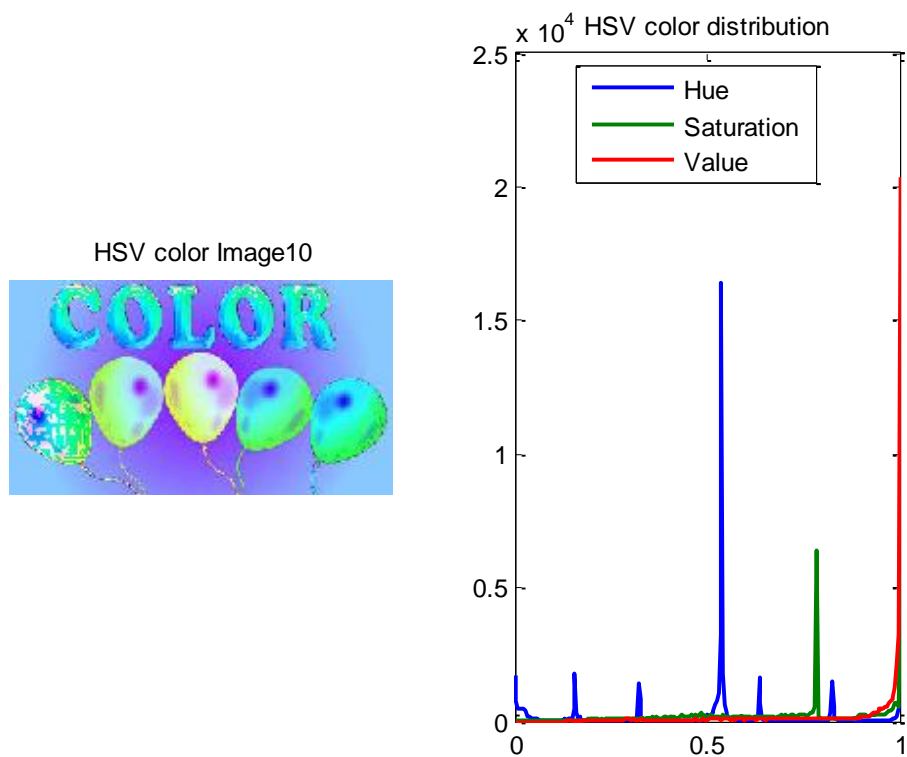 HSV color Image10
COLOR
x 10^4 HSV color distribution
2.5
2
1.5
1
0.5
0
0 0.5 1
Hue
Saturation
Value